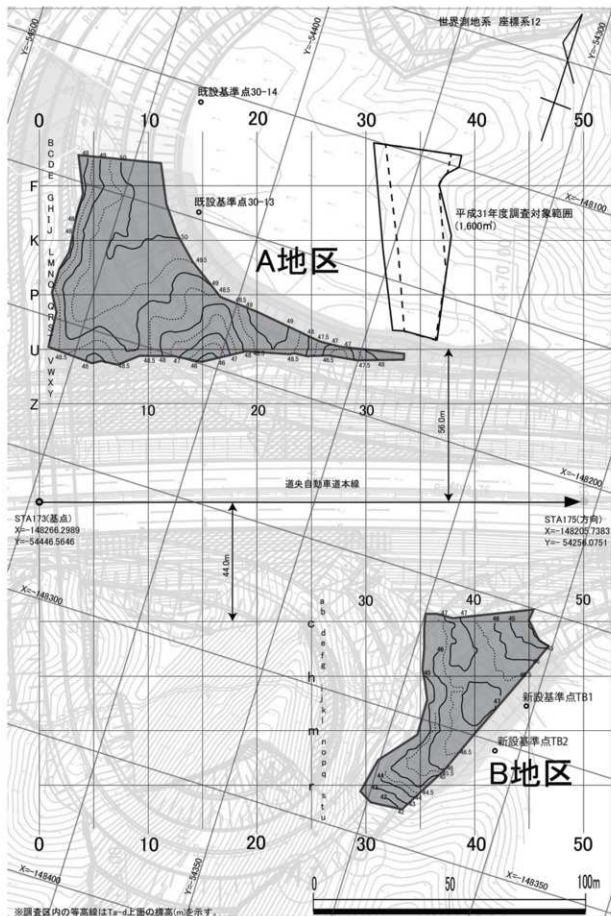 世界測地系 座標系12
Y=-54500
Y=-54400
Y=-54300
既設基準点30-14
0
10
20
30
40
50
B
C
D
E
F
G
H
I
J
K
L
M
N
O
P
Q
R
S
T
U
V
W
X
Y
Z
既設基準点30-13
X=-148100
平成31年度調査対象範囲
(1,600㎡)
A地区
10
20
30
56.0m
X=-148200
道央自動車道本線
STA173(基点)
X=-148266.2989
Y=-54446.5646
STA175(方向)
X=-148205.7383
Y=- 54256.0751
44.0m
X=-148300
30
40
50
a
b
c
d
e
f
g
h
i
j
k
l
m
n
o
p
q
r
s
t
u
新設基準点TB1
新設基準点TB2
B地区
0
10
20
30
40
50
X=-148400
Y=-54350
X=-148350
0
50
100m
※調査区内の等高線はTa-d上面の標高(m)を示す。